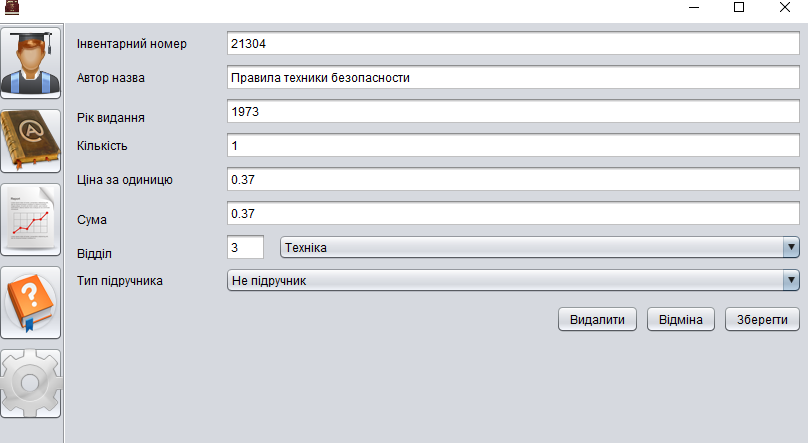 Інвентарний номер 21304
Автор назва Правила техники безопасности
Рік видання 1973
Кількість 1
Ціна за одиницю 0.37
Сума 0.37
Відділ 3 Техніка
Тип підручника Не підручник
Видалити Відміна Зберегти